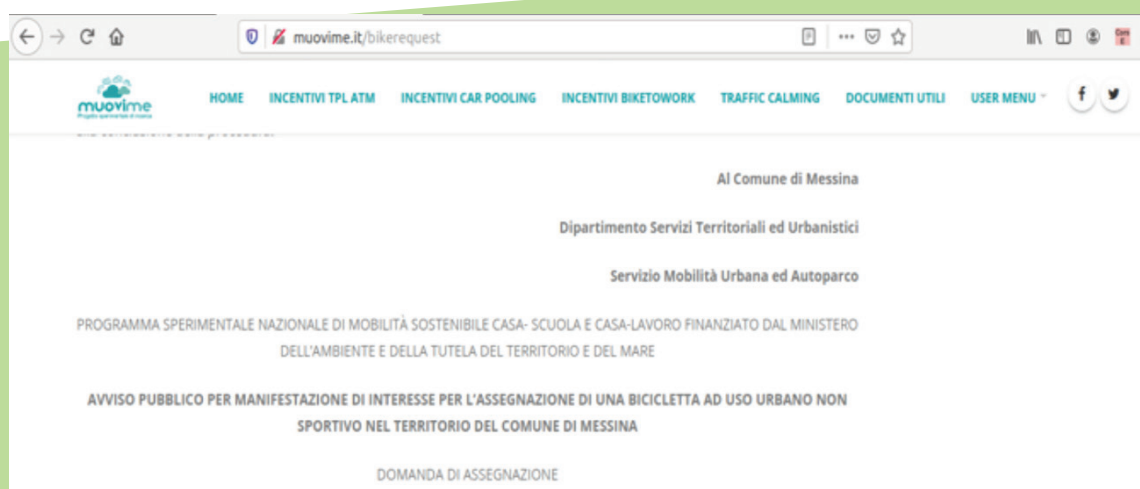 muovime.it/bikerequest
muovime
HOME INCENTIVI TPL ATM INCENTIVI CAR POOLING INCENTIVI BIKETOWORK TRAFFIC CALMING DOCUMENTI UTILI USER MENU
Al Comune di Messina
Dipartimento Servizi Territoriali ed Urbanistici
Servizio Mobilità Urbana ed Autoparco
PROGRAMMA SPERIMENTALE NAZIONALE DI MOBILITÀ SOSTENIBILE CASA- SCUOLA E CASA-LAVORO FINANZIATO DAL MINISTERO
DELL'AMBIENTE E DELLA TUTELA DEL TERRITORIO E DEL MARE
AVVISO PUBBLICO PER MANIFESTAZIONE DI INTERESSE PER L'ASSEGNAZIONE DI UNA BICICLETTA AD USO URBANO NON
SPORTIVO NEL TERRITORIO DEL COMUNE DI MESSINA
DOMANDA DI ASSEGNAZIONE